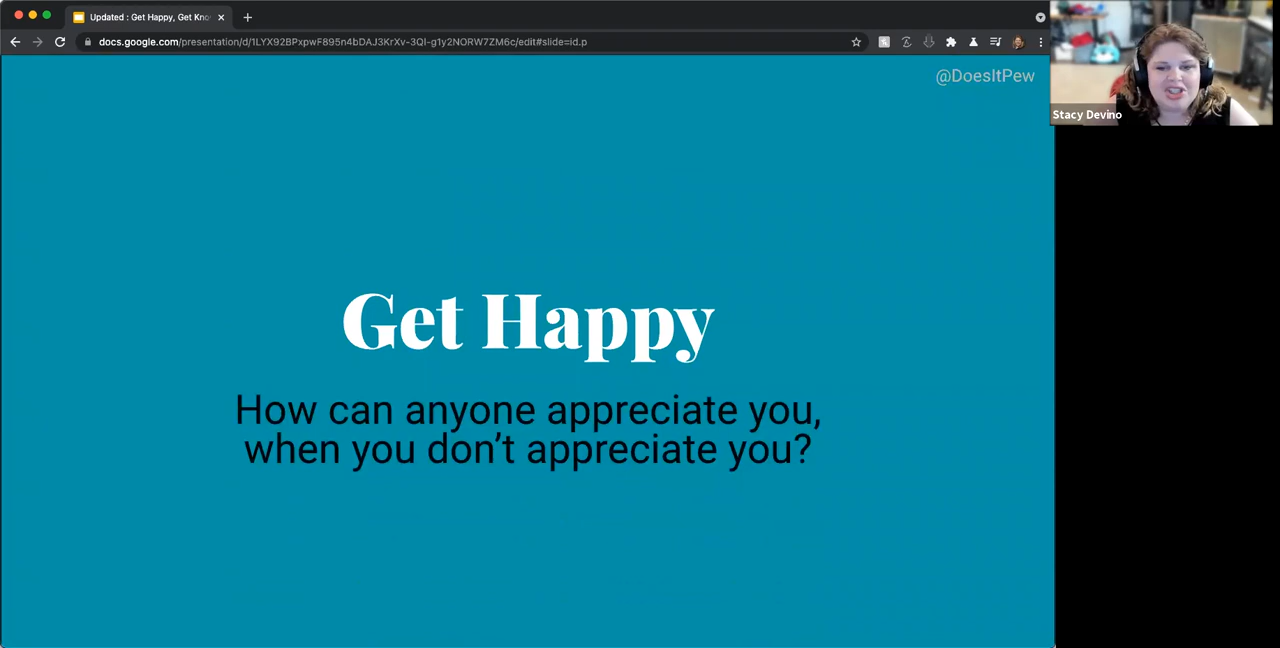 Updated : Get Happy, Get Kno
docs.google.com/presentation/d/1LYX92BPxpwF895n4bDAJ3KrXv-3Ql-g1y2NORW7ZM6c/edit#slide=id.p
@DoesItPew
Stacy Devino
Get Happy
How can anyone appreciate you,
when you don’t appreciate you?